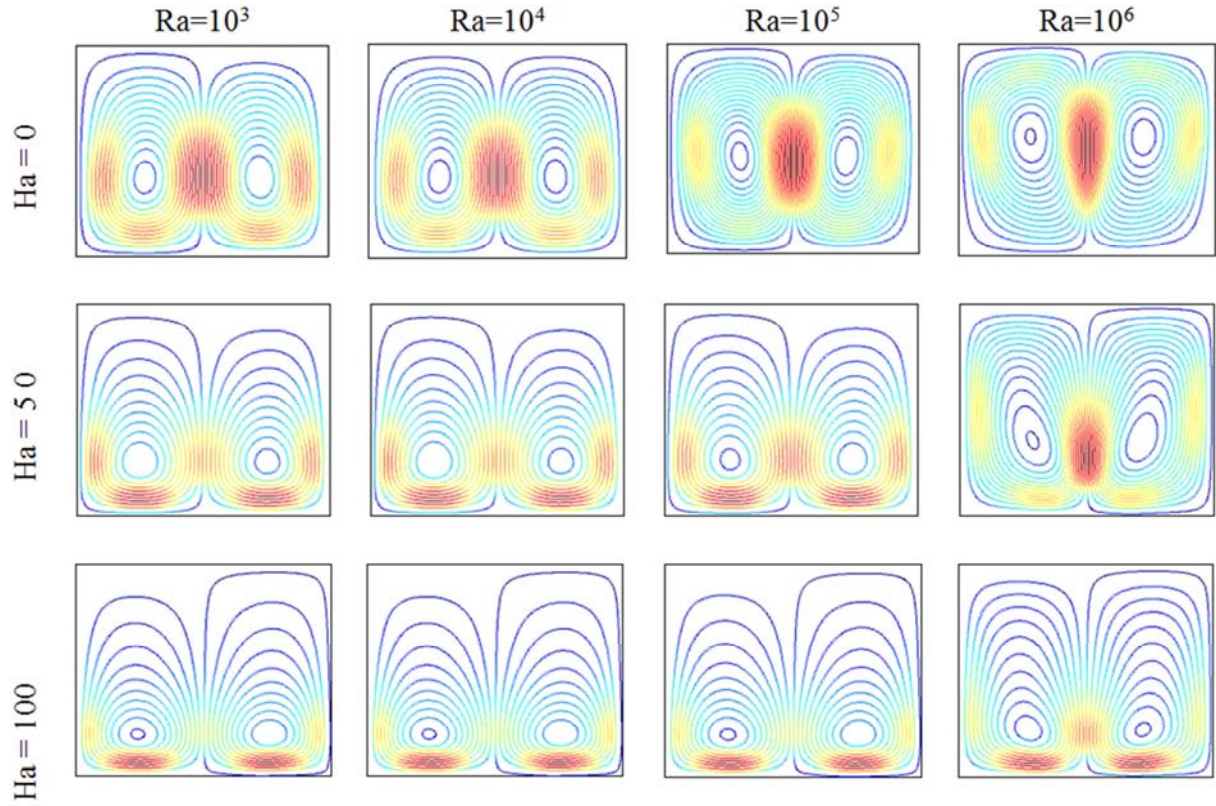 Ra=10³ Ra=10⁴ Ra=10⁵ Ra=10⁶
Ha = 0
Ha = 5 0
Ha = 100